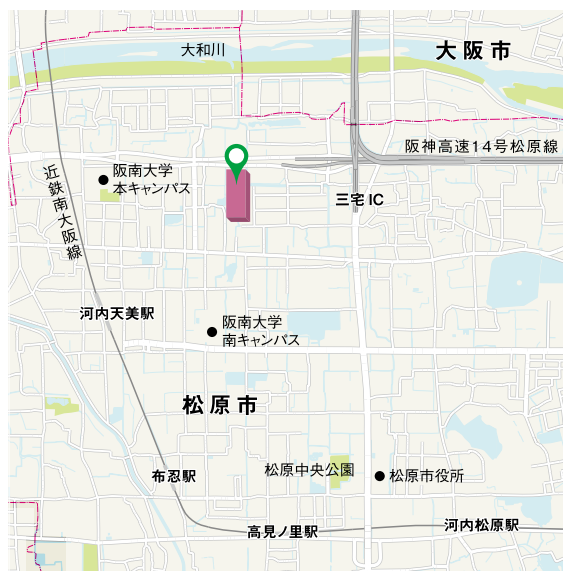 大和川
大阪市
阪神高速14号松原線
阪南大学
本キャンパス
三宅IC
近鉄南大阪線
河内天美駅
阪南大学
南キャンパス
松原市
布忍駅
松原中央公園
松原市役所
高見ノ里駅
河内松原駅